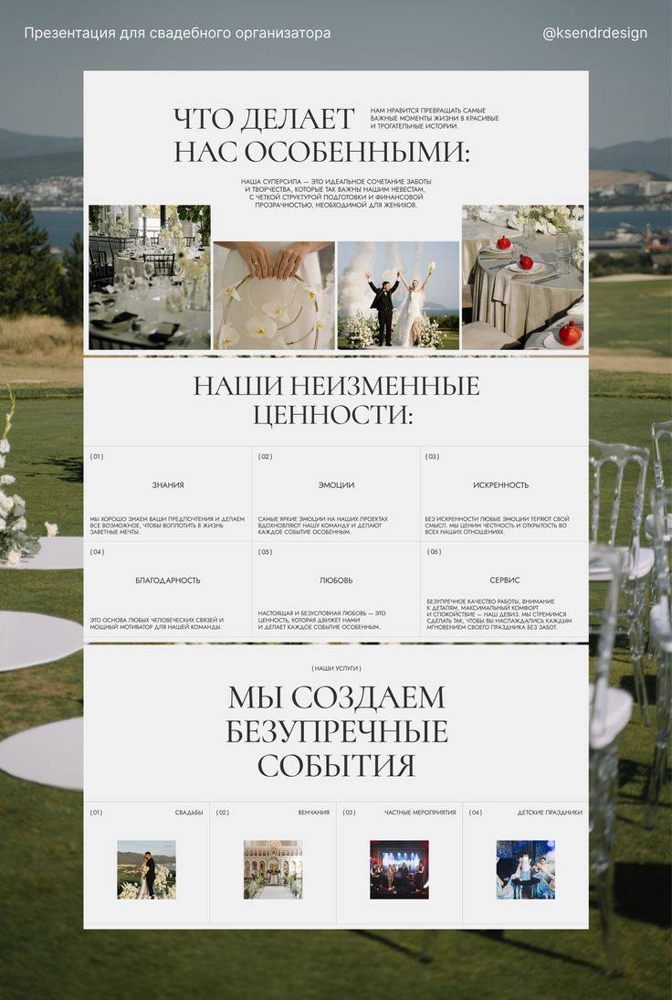 Презентация для свадебного организатора
@ksendrdesign
ЧТО ДЕЛАЕТ
НАС ОСОБЕННЫМИ:
НАМ НРАВИТСЯ ПРЕВРАЩАТЬ САМЫЕ
ВАЖНЫЕ МОМЕНТЫ ЖИЗНИ В КРАСИВЫЕ
И ТРОГАТЕЛЬНЫЕ ИСТОРИИ.
НАША СУПЕРСИЛА — ЭТО ИДЕАЛЬНОЕ СОЧЕТАНИЕ ЗАБОТЫ
И ТВОРЧЕСТВА, КОТОРЫЕ ТАК ВАЖНЫ НАШИМ НЕВЕСТАМ,
С ЧЕТКОЙ СТРУКТУРОЙ ПОДГОТОВКИ И ФИНАНСОВОЙ
ПРОЗРАЧНОСТЬЮ, НЕОБХОДИМОЙ ДЛЯ ЖЕНИХОВ.
НАШИ НЕИЗМЕННЫЕ
ЦЕННОСТИ:
(01)
ЗНАНИЯ
МЫ ХОРОШО ЗНАЕМ ВАШИ ПРЕДПОЧТЕНИЯ И ДЕЛАЕМ
ВСЕ ВОЗМОЖНОЕ, ЧТОБЫ ВОПЛОТИТЬ В ЖИЗНЬ
ЗАВЕТНЫЕ МЕЧТЫ.
(02)
ЭМОЦИИ
САМЫЕ ЯРКИЕ ЭМОЦИИ НА НАШИХ ПРОЕКТАХ
ВДОХНОВЛЯЮТ НАШУ КОМАНДУ И ДЕЛАЮТ
КАЖДОЕ СОБЫТИЕ ОСОБЕННЫМ.
(03)
ИСКРЕННОСТЬ
БЕЗ ИСКРЕННОСТИ ЛЮБЫЕ ЭМОЦИИ ТЕРЯЮТ СВОЙ
СМЫСЛ. МЫ ЦЕНИМ ЧЕСТНОСТЬ И ОТКРЫТОСТЬ ВО
ВСЕХ НАШИХ ОТНОШЕНИЯХ.
(04)
БЛАГОДАРНОСТЬ
ЭТО ОСНОВА ЛЮБЫХ ЧЕЛОВЕЧЕСКИХ СВЯЗЕЙ И
МОЩНЫЙ МОТИВАТОР ДЛЯ НАШЕЙ КОМАНДЫ.
(05)
ЛЮБОВЬ
НАСТОЯЩАЯ И БЕЗУСЛОВНАЯ ЛЮБОВЬ — ЭТО
ЦЕННОСТЬ, КОТОРАЯ ДВИЖЕТ НАМИ
И ДЕЛАЕТ КАЖДОЕ СОБЫТИЕ ОСОБЕННЫМ.
(06)
СЕРВИС
БЕЗУПРЕЧНОЕ КАЧЕСТВО РАБОТЫ, ВНИМАНИЕ
К ДЕТАЛЯМ, МАКСИМАЛЬНЫЙ КОМФОРТ
И СПОКОЙСТВИЕ — НАШ ДЕВИЗ. МЫ СТРЕМИМСЯ
СДЕЛАТЬ ТАК, ЧТОБЫ ВЫ НАСЛАЖДАЛИСЬ КАЖДЫМ
МГНОВЕНИЕМ СВОЕГО ПРАЗДНИКА БЕЗ ЗАБОТ.
(НАШИ УСЛУГИ)
МЫ СОЗДАЕМ
БЕЗУПРЕЧНЫЕ
СОБЫТИЯ
(01)
СВАДЬБЫ
(02)
ВЕНЧАНИЯ
(03)
ЧАСТНЫЕ МЕРОПРИЯТИЯ
(04)
ДЕТСКИЕ ПРАЗДНИКИ